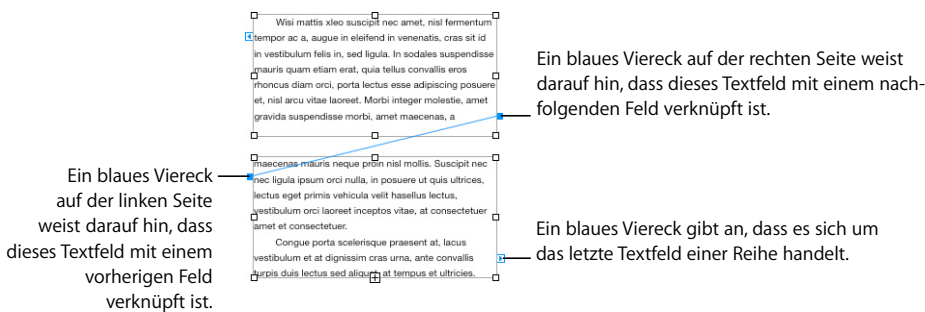 Wisi mattis xleo suscipit nec amet, nisl fermentum
tempor ac a, augue in eleifend in venenatis, cras sit id
in vestibulum felis in, sed ligula. In sodales suspendisse
mauris quam etiam erat, quia tellus convallis eros
rhoncus diam orci, porta lectus esse adipiscing posuere
et, nisl arcu vitae laoreet. Morbi integer molestie, amet
gravida suspendisse morbi, amet maecenas, a
Ein blaues Viereck auf der rechten Seite weist
darauf hin, dass dieses Textfeld mit einem nach-
folgenden Feld verknüpft ist.
maecenas mauris neque proin nisl mollis. Suscipit nec
nec ligula ipsum orci nulla, in posuere ut quis ultrices,
lectus eget primis vehicula velit hasellus lectus,
vestibulum orci laoreet inceptos vitae, at consectetuer
amet et consectetuer.
Congue porta scelerisque praesent at, lacus
vestibulum et at dignissim cras urna, ante convallis
turpis duis lectus sed aliquet at tempus et ultricies.
Ein blaues Viereck
auf der linken Seite
weist darauf hin, dass
dieses Textfeld mit einem
vorherigen Feld
verknüpft ist.
Ein blaues Viereck gibt an, dass es sich um
das letzte Textfeld einer Reihe handelt.